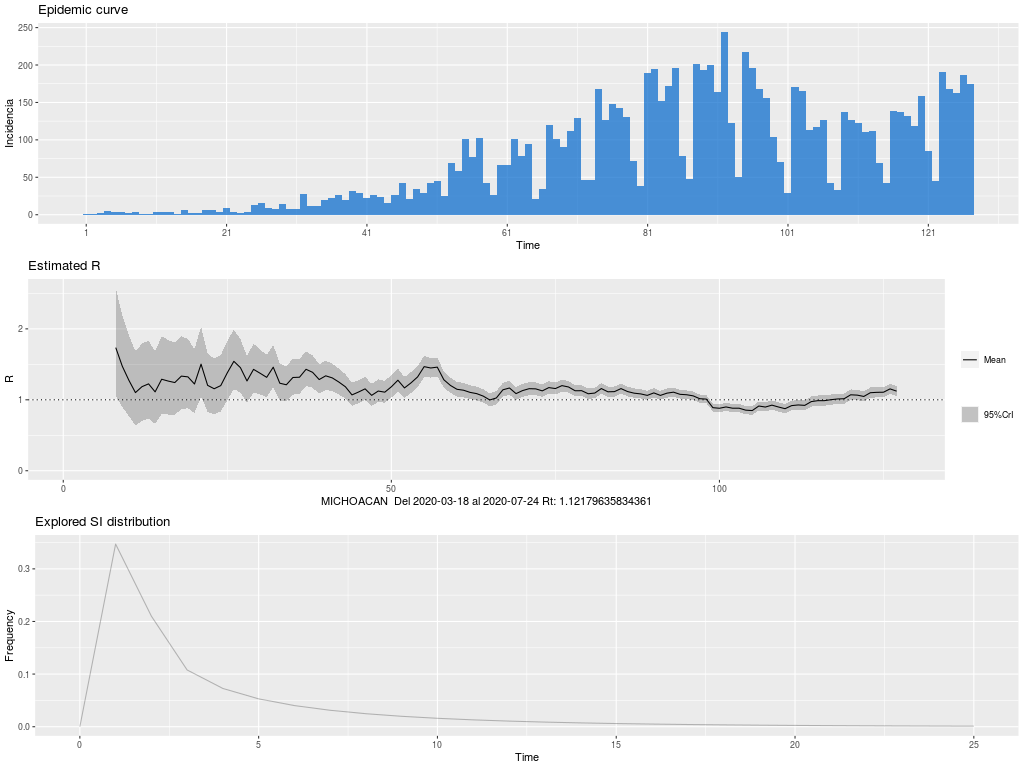 Epidemic curve
250
200
150
100
50
0
Incidencia
1 21 41 61 81 101 121
Time
Estimated R
2
1
0
R
0 50 100
MICHOACAN Del 2020-03-18 al 2020-07-24 Rt: 1.12179635834361
Mean
95%CrI
Explored SI distribution
0.3
0.2
0.1
0.0
Frequency
0 5 10 15 20 25
Time